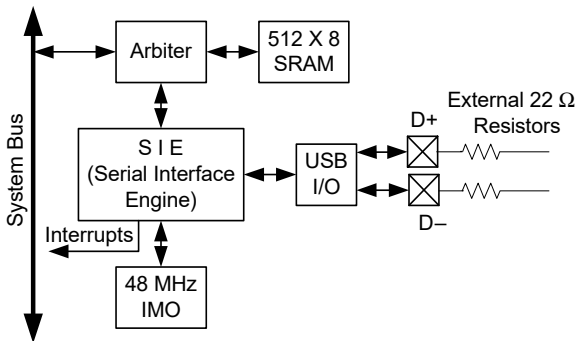 System Bus
Arbiter
512 X 8
SRAM
S I E
(Serial Interface
Engine)
USB
I/O
D+
D–
External 22 Ω
Resistors
Interrupts
48 MHz
IMO